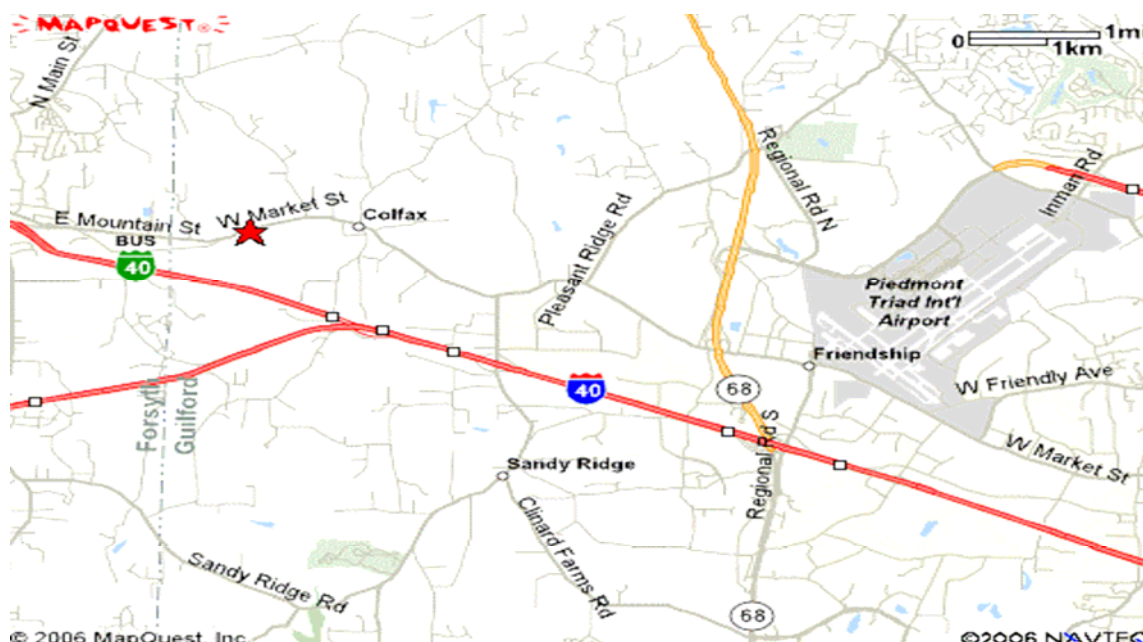 MAPQUEST
0 1mi
1km
N Main St
Regional Rd N
Inman Rd
W Market St
E Mountain St
Colfax
BUS
40
Pleasant Ridge Rd
Piedmont
Triad Int'l
Airport
Friendship
W Friendly Ave
40
68
Forsyth
Guilford
Regional Rd S
W Market St
Sandy Ridge
Clinard Farms Rd
Sandy Ridge Rd
68
© 2006 MapQuest, Inc
©2006 NAVTEQ